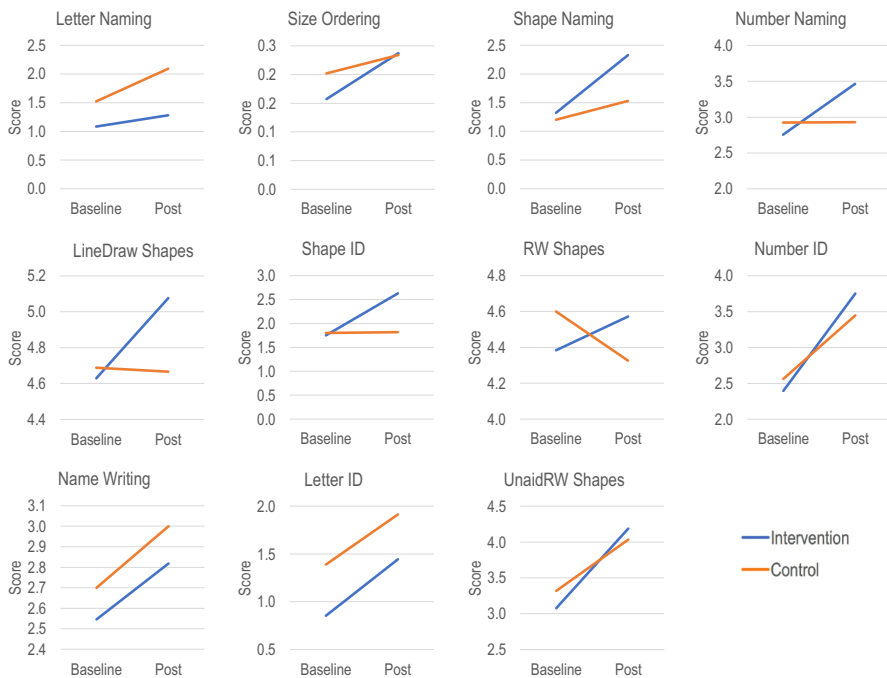 Letter Naming
2.5
2.0
1.5
1.0
0.5
0.0
Score
Baseline Post
Size Ordering
0.3
0.2
0.2
0.1
0.1
0.0
Score
Baseline Post
Shape Naming
2.5
2.0
1.5
1.0
0.5
0.0
Score
Baseline Post
Number Naming
4.0
3.5
3.0
2.5
2.0
Score
Baseline Post
LineDraw Shapes
5.2
5.0
4.8
4.6
4.4
Score
Baseline Post
Shape ID
3.0
2.5
2.0
1.5
1.0
0.5
0.0
Score
Baseline Post
RW Shapes
4.8
4.6
4.4
4.2
4.0
Score
Baseline Post
Number ID
4.0
3.5
3.0
2.5
2.0
Score
Baseline Post
Name Writing
3.1
3.0
2.9
2.8
2.7
2.6
2.5
2.4
Score
Baseline Post
Letter ID
2.0
1.5
1.0
0.5
Score
Baseline Post
UnaidRW Shapes
4.5
4.0
3.5
3.0
2.5
Score
Baseline Post
Intervention
Control